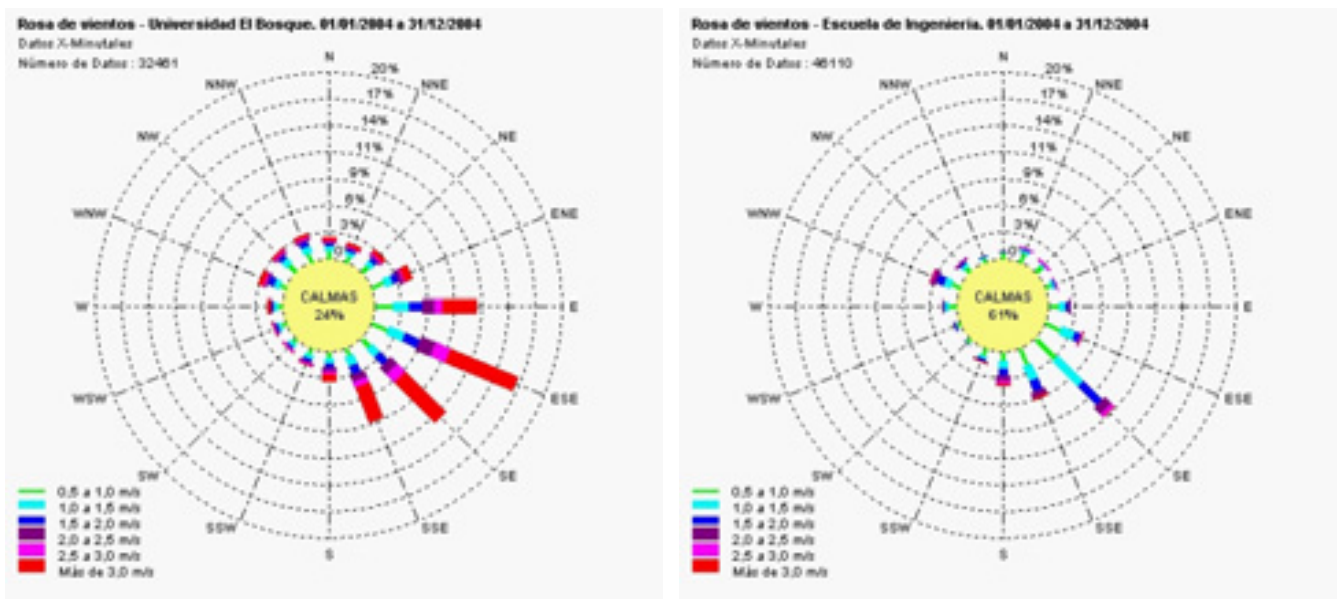 Rosa de vientos - Universidad El Bosque. 01/01/2004 a 31/12/2004
Datos X-Minutales
Número de Datos : 32461
N
NNE
NE
ENE
E
ESE
SE
SSE
S
SSW
SW
WSW
W
WNW
NW
NNW
20%
17%
14%
11%
9%
6%
3%
0%
CALMAS
24%
0,5 a 1,0 m/s
1,0 a 1,5 m/s
1,5 a 2,0 m/s
2,0 a 2,5 m/s
2,5 a 3,0 m/s
Más de 3,0 m/s
Rosa de vientos - Escuela de Ingeniería. 01/01/2004 a 31/12/2004
Datos X-Minutales
Número de Datos : 46110
N
NNE
NE
ENE
E
ESE
SE
SSE
S
SSW
SW
WSW
W
WNW
NW
NNW
20%
17%
14%
11%
9%
6%
3%
0%
CALMAS
61%
0,5 a 1,0 m/s
1,0 a 1,5 m/s
1,5 a 2,0 m/s
2,0 a 2,5 m/s
2,5 a 3,0 m/s
Más de 3,0 m/s